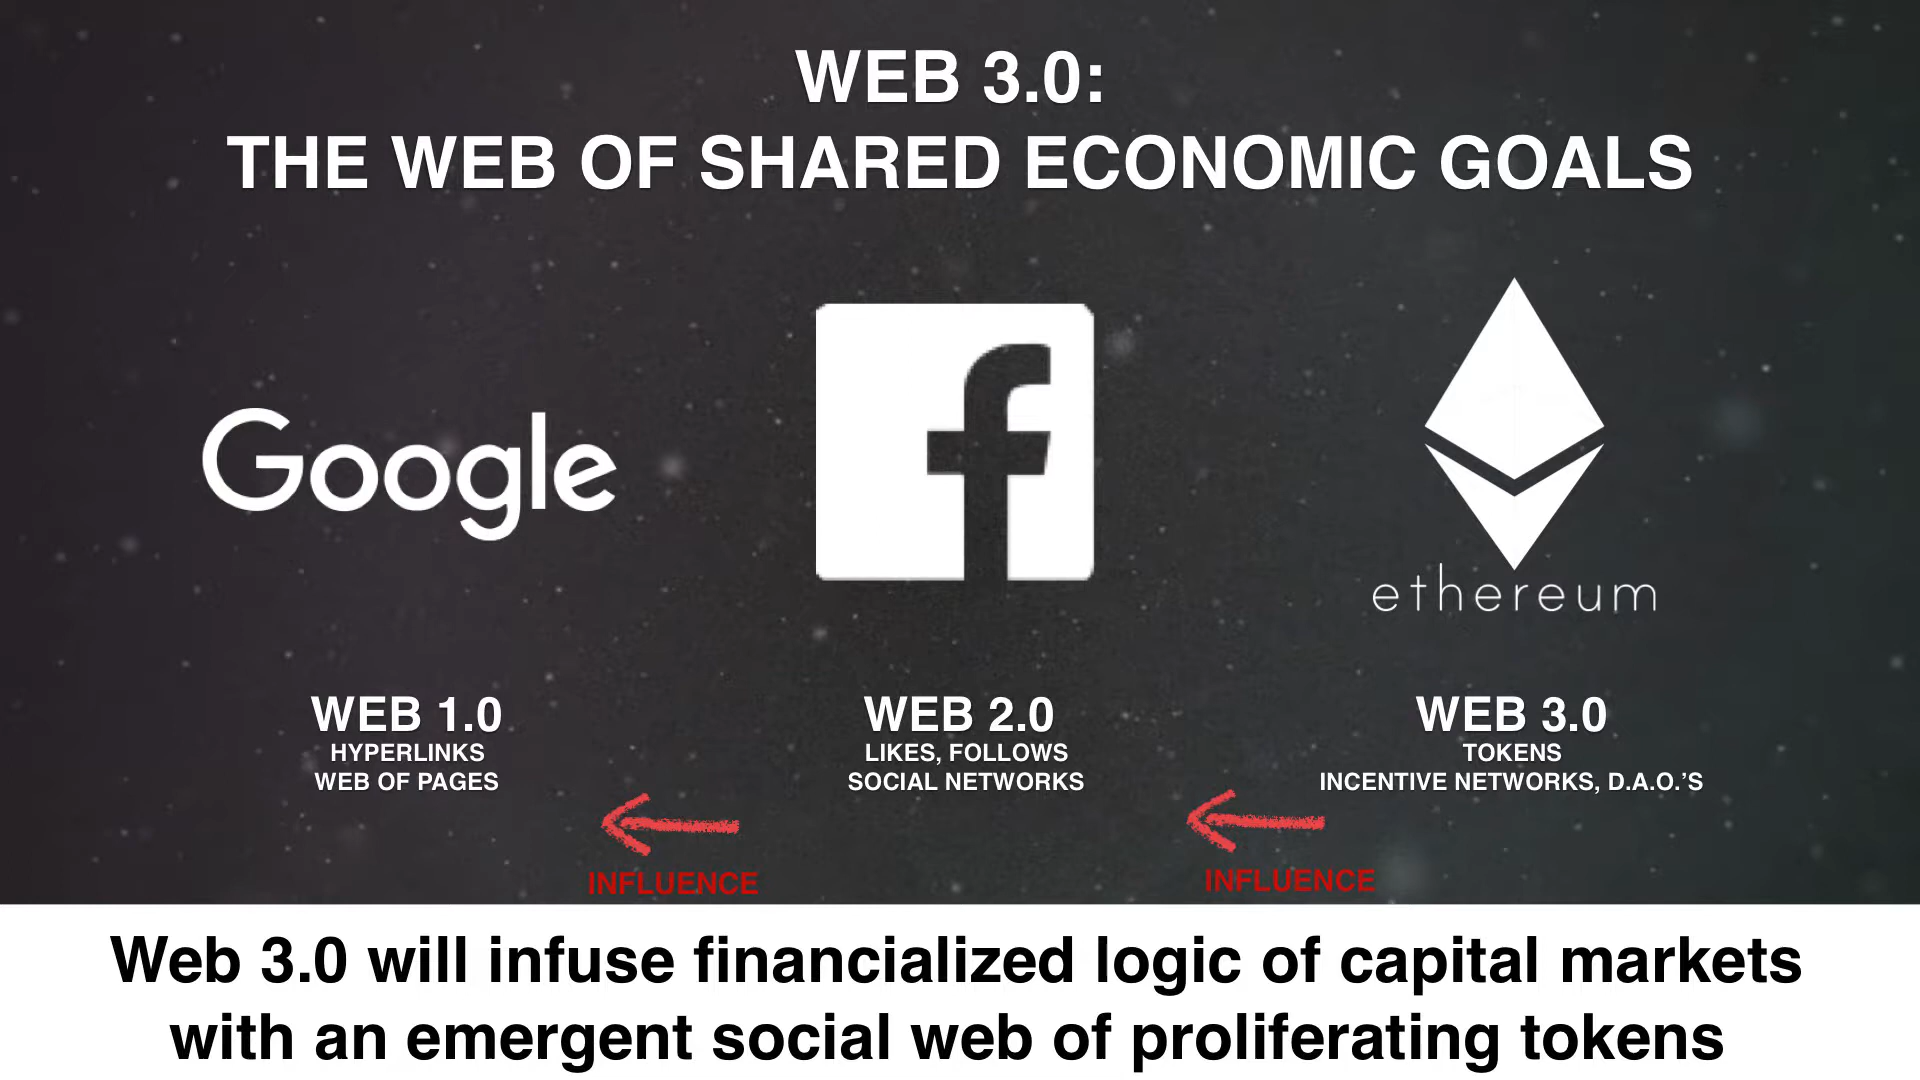 WEB 3.0:
THE WEB OF SHARED ECONOMIC GOALS
Google
f
ethereum
WEB 1.0
HYPERLINKS
WEB OF PAGES
WEB 2.0
LIKES, FOLLOWS
SOCIAL NETWORKS
WEB 3.0
TOKENS
INCENTIVE NETWORKS, D.A.O.’S
INFLUENCE
INFLUENCE
Web 3.0 will infuse financialized logic of capital markets
with an emergent social web of proliferating tokens